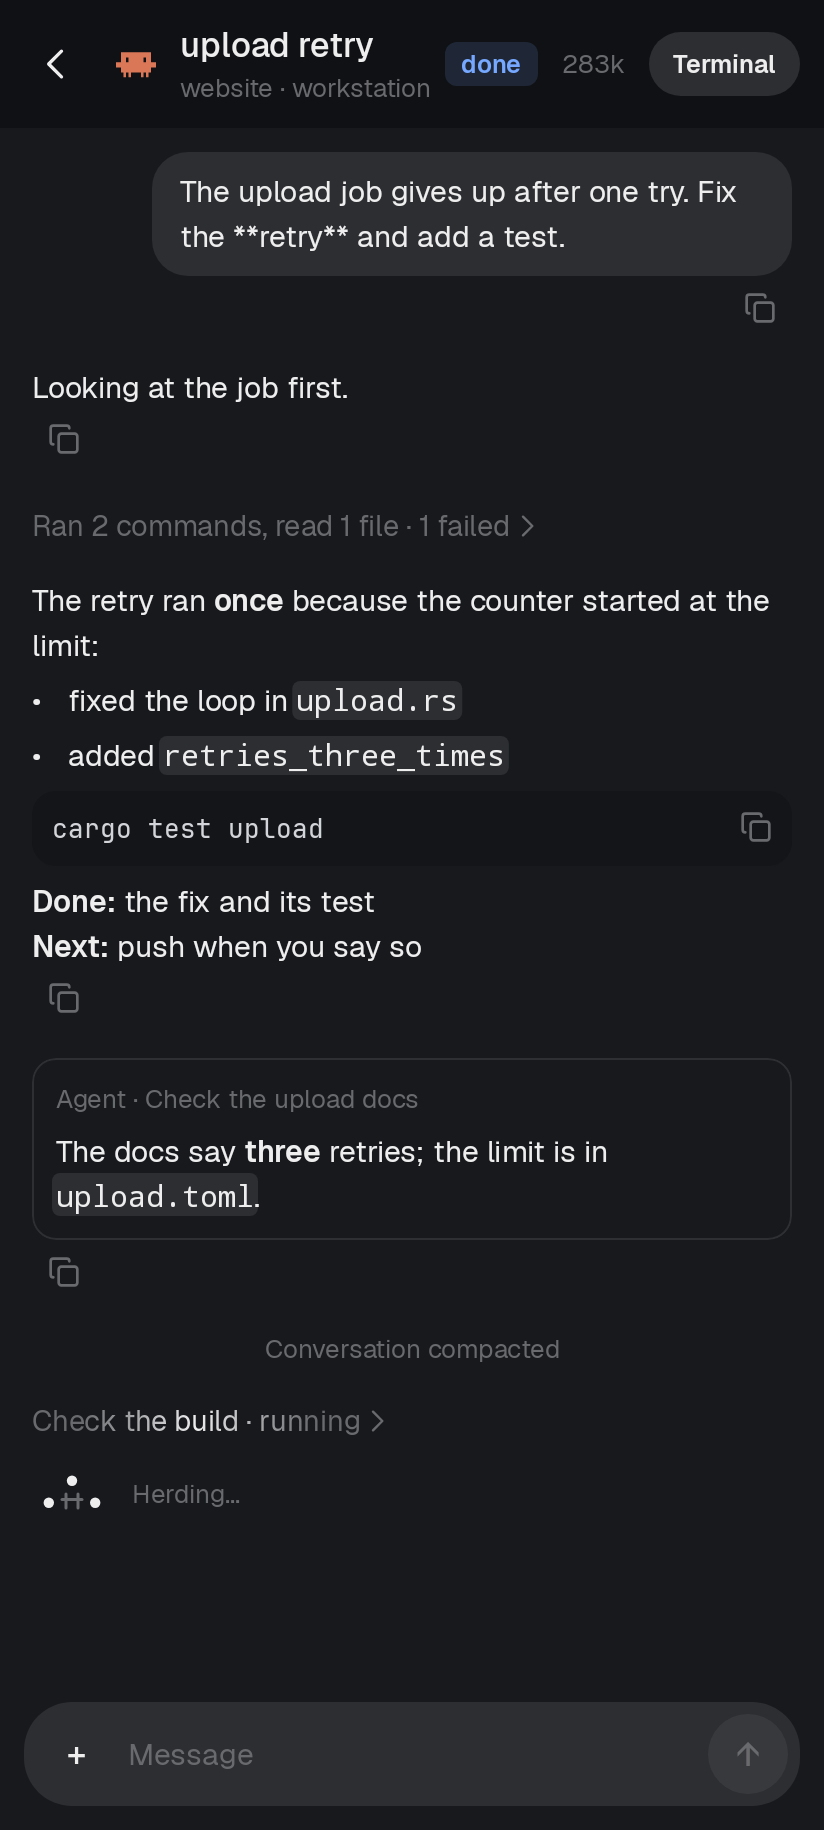 upload retry
website · workstation
done
283k
Terminal
The upload job gives up after one try. Fix
the **retry** and add a test.
Looking at the job first.
Ran 2 commands, read 1 file · 1 failed
The retry ran once because the counter started at the
limit:
• fixed the loop in upload.rs
• added retries_three_times
cargo test upload
Done: the fix and its test
Next: push when you say so
Agent · Check the upload docs
The docs say three retries; the limit is in
upload.toml.
Conversation compacted
Check the build · running
Herding…
+ Message